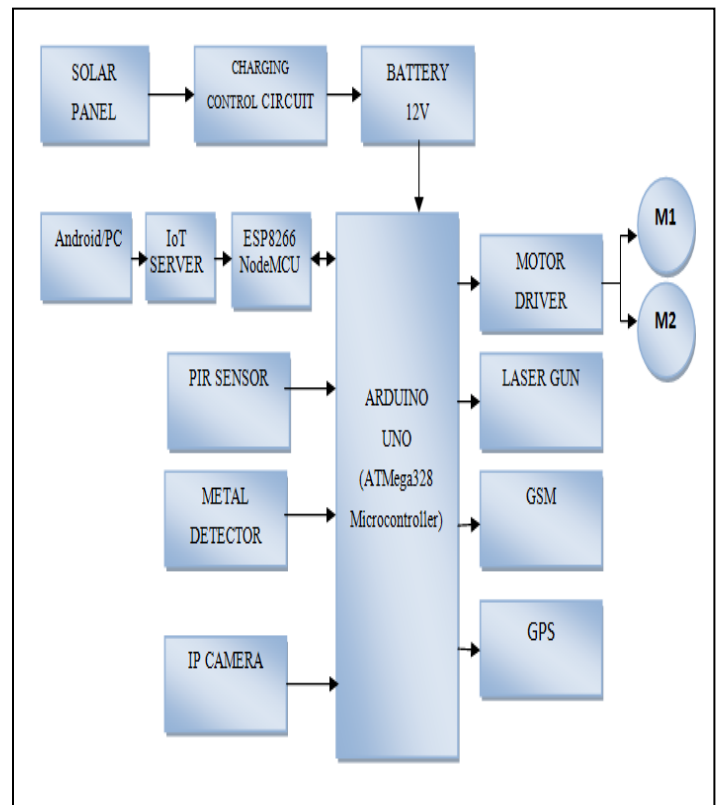 SOLAR
PANEL
CHARGING
CONTROL CIRCUIT
BATTERY
12V
Android/PC
IoT
SERVER
ESP8266
NodeMCU
MOTOR
DRIVER
M1
M2
PIR SENSOR
ARDUINO
UNO
(ATMega328
Microcontroller)
LASER GUN
METAL
DETECTOR
GSM
IP CAMERA
GPS